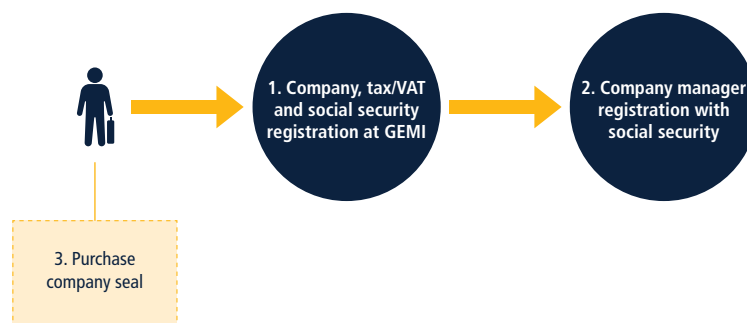 1. Company, tax/VAT
and social security
registration at GEMI
2. Company manager
registration with
social security
3. Purchase
company seal